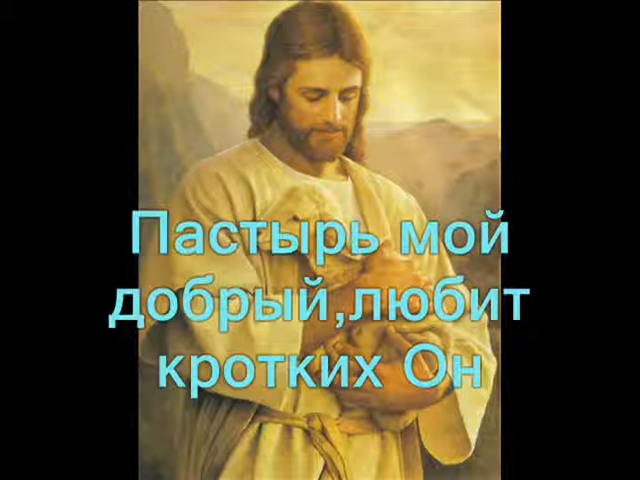 Пастырь мой
добрый,любит
кротких Он